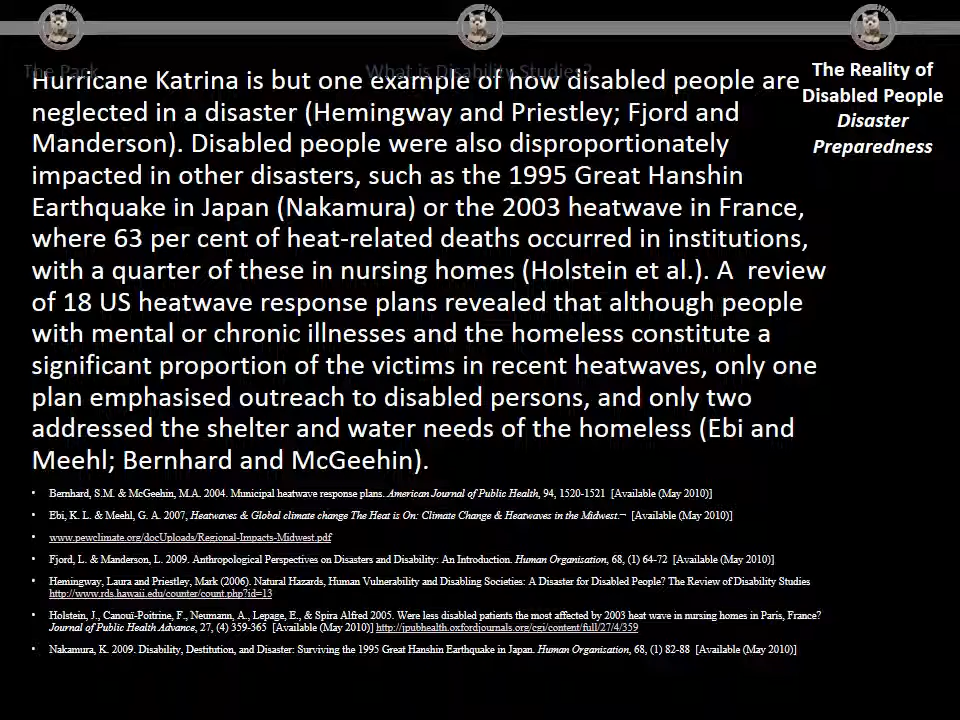 The Pack
What is Disability Studies?
The Reality of
Disabled People
Disaster
Preparedness
Hurricane Katrina is but one example of how disabled people are
neglected in a disaster (Hemingway and Priestley; Fjord and
Manderson). Disabled people were also disproportionately
impacted in other disasters, such as the 1995 Great Hanshin
Earthquake in Japan (Nakamura) or the 2003 heatwave in France,
where 63 per cent of heat-related deaths occurred in institutions,
with a quarter of these in nursing homes (Holstein et al.). A  review
of 18 US heatwave response plans revealed that although people
with mental or chronic illnesses and the homeless constitute a
significant proportion of the victims in recent heatwaves, only one
plan emphasised outreach to disabled persons, and only two
addressed the shelter and water needs of the homeless (Ebi and
Meehl; Bernhard and McGeehin).
• Bernhard, S.M. & McGeehin, M.A. 2004. Municipal heatwave response plans. American Journal of Public Health, 94, 1520-1521  [Available (May 2010)]
• Ebi, K. L. & Meehl, G. A. 2007, Heatwaves & Global climate change The Heat is On: Climate Change & Heatwaves in the Midwest.¬  [Available (May 2010)]
• www.pewclimate.org/docUploads/Regional-Impacts-Midwest.pdf
• Fjord, L. & Manderson, L. 2009. Anthropological Perspectives on Disasters and Disability: An Introduction. Human Organisation, 68, (1) 64-72  [Available (May 2010)]
• Hemingway, Laura and Priestley, Mark (2006). Natural Hazards, Human Vulnerability and Disabling Societies: A Disaster for Disabled People? The Review of Disability Studies
http://www.rds.hawaii.edu/counter/count.php?id=13
• Holstein, J., Canouï-Poitrine, F., Neumann, A., Lepage, E., & Spira Alfred 2005. Were less disabled patients the most affected by 2003 heat wave in nursing homes in Paris, France?
Journal of Public Health Advance, 27, (4) 359-365  [Available (May 2010)] http://jpubhealth.oxfordjournals.org/cgi/content/full/27/4/359
• Nakamura, K. 2009. Disability, Destitution, and Disaster: Surviving the 1995 Great Hanshin Earthquake in Japan. Human Organisation, 68, (1) 82-88  [Available (May 2010)]